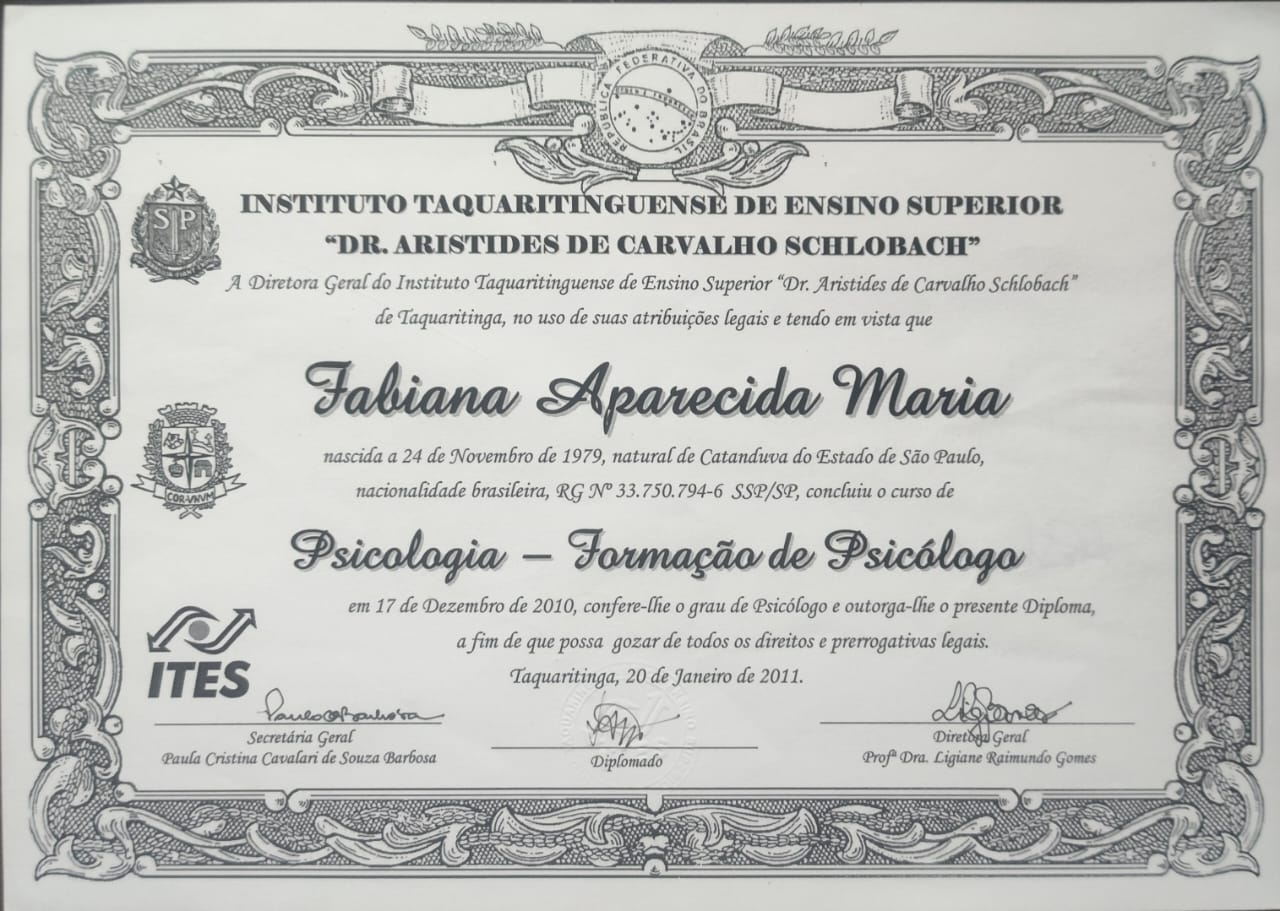 REPUBLICA FEDERATIVA DO BRASIL
ORDEM E PROGRESSO
INSTITUTO TAQUARITINGUENSE DE ENSINO SUPERIOR
SP
“DR. ARISTIDES DE CARVALHO SCHLOBACH”
A Diretora Geral do Instituto Taquaritinguense de Ensino Superior “Dr. Aristides de Carvalho Schlobach”
de Taquaritinga, no uso de suas atribuições legais e tendo em vista que
Fabiana Aparecida Maria
nascida a 24 de Novembro de 1979, natural de Catanduva do Estado de São Paulo,
nacionalidade brasileira, RG Nº 33.750.794-6 SSP/SP, concluiu o curso de
COR·VNVM
Psicologia – Formação de Psicólogo
em 17 de Dezembro de 2010, confere-lhe o grau de Psicólogo e outorga-lhe o presente Diploma,
a fim de que possa gozar de todos os direitos e prerrogativas legais.
ITES
Taquaritinga, 20 de Janeiro de 2011.
Secretária Geral
Paula Cristina Cavalari de Souza Barbosa
Diplomado
Diretora Geral
Profª Dra. Ligiane Raimundo Gomes